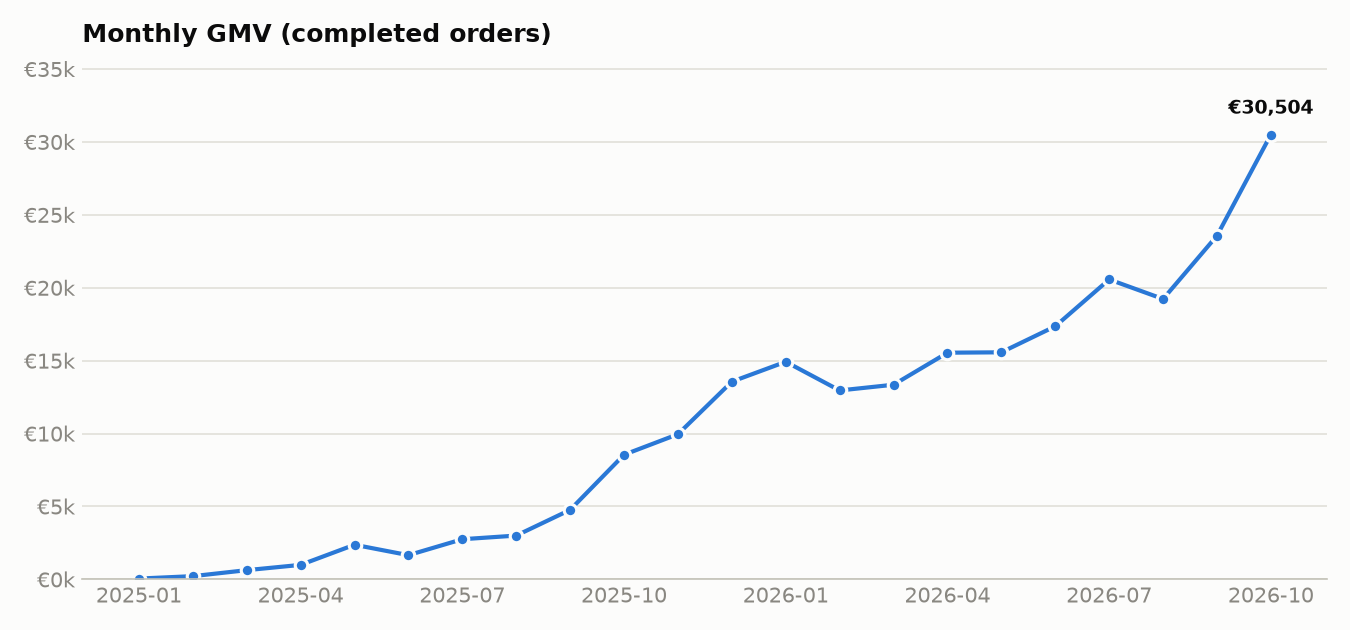 Monthly GMV (completed orders)
€35k
€30,504
€30k
€25k
€20k
€15k
€10k
€5k
€0k
2025-01 2025-04 2025-07 2025-10 2026-01 2026-04 2026-07 2026-10